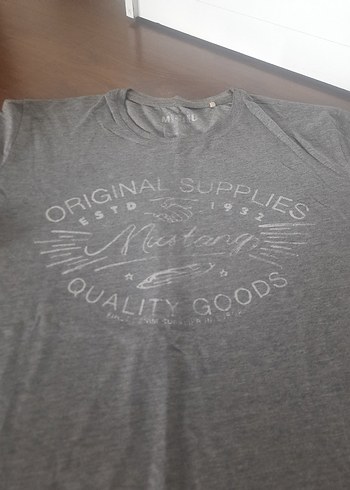 ORIGINAL SUPPLIES
ESTD 1932
Mustang
QUALITY GOODS